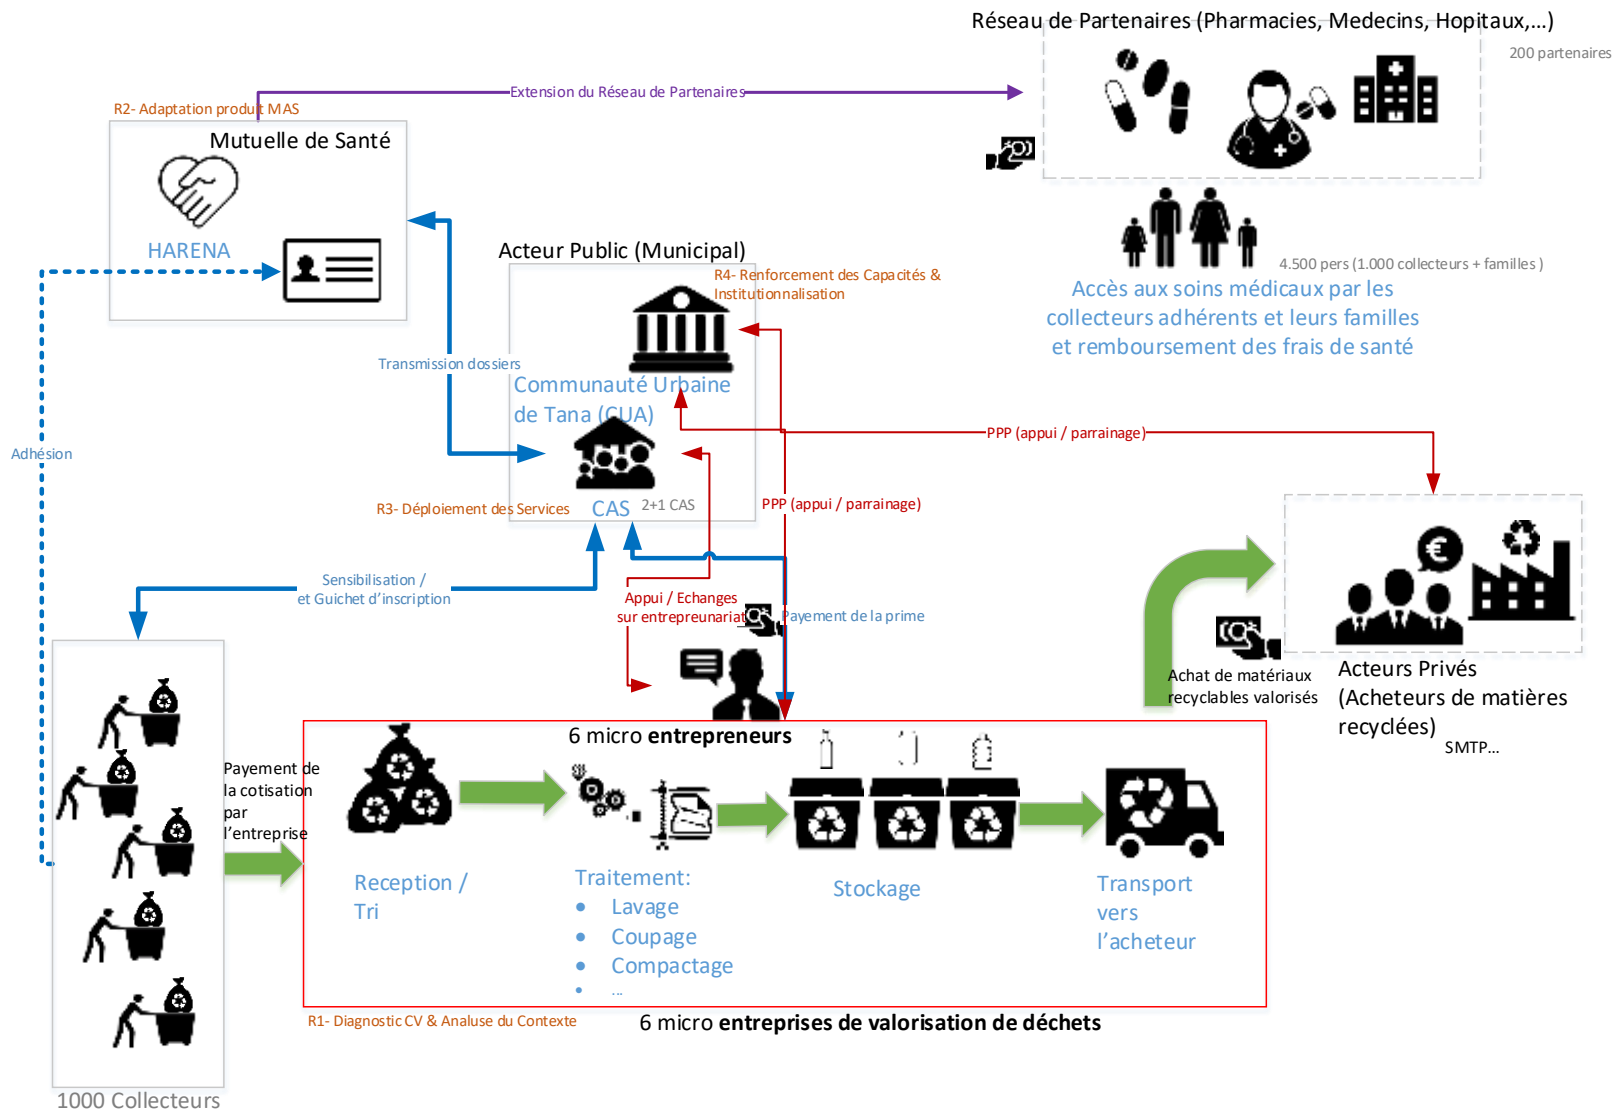 Réseau de Partenaires (Pharmacies, Medecins, Hopitaux,...)
200 partenaires
Extension du Réseau de Partenaires
R2- Adaptation produit MAS
Mutuelle de Santé
HARENA
Acteur Public (Municipal)
R4- Renforcement des Capacités &
Institutionnalisation
4.500 pers (1.000 collecteurs + familles )
Accès aux soins médicaux par les
collecteurs adhérents et leurs familles
et remboursement des frais de santé
Transmission dossiers
Communauté Urbaine
de Tana (CUA)
PPP (appui / parrainage)
Adhésion
R3- Déploiement des Services
CAS
2+1 CAS
PPP (appui / parrainage)
Sensibilisation /
et Guichet d'inscription
Appui / Echanges
sur entrepreunariat
Payement de la prime
Achat de matériaux
recyclables valorisés
Acteurs Privés
(Acheteurs de matières
recyclées)
SMTP...
6 micro entrepreneurs
Payement de
la cotisation
par
l'entreprise
Reception /
Tri
Traitement:
• Lavage
• Coupage
• Compactage
• ...
Stockage
Transport
vers
l'acheteur
R1- Diagnostic CV & Analuse du Contexte
6 micro entreprises de valorisation de déchets
1000 Collecteurs